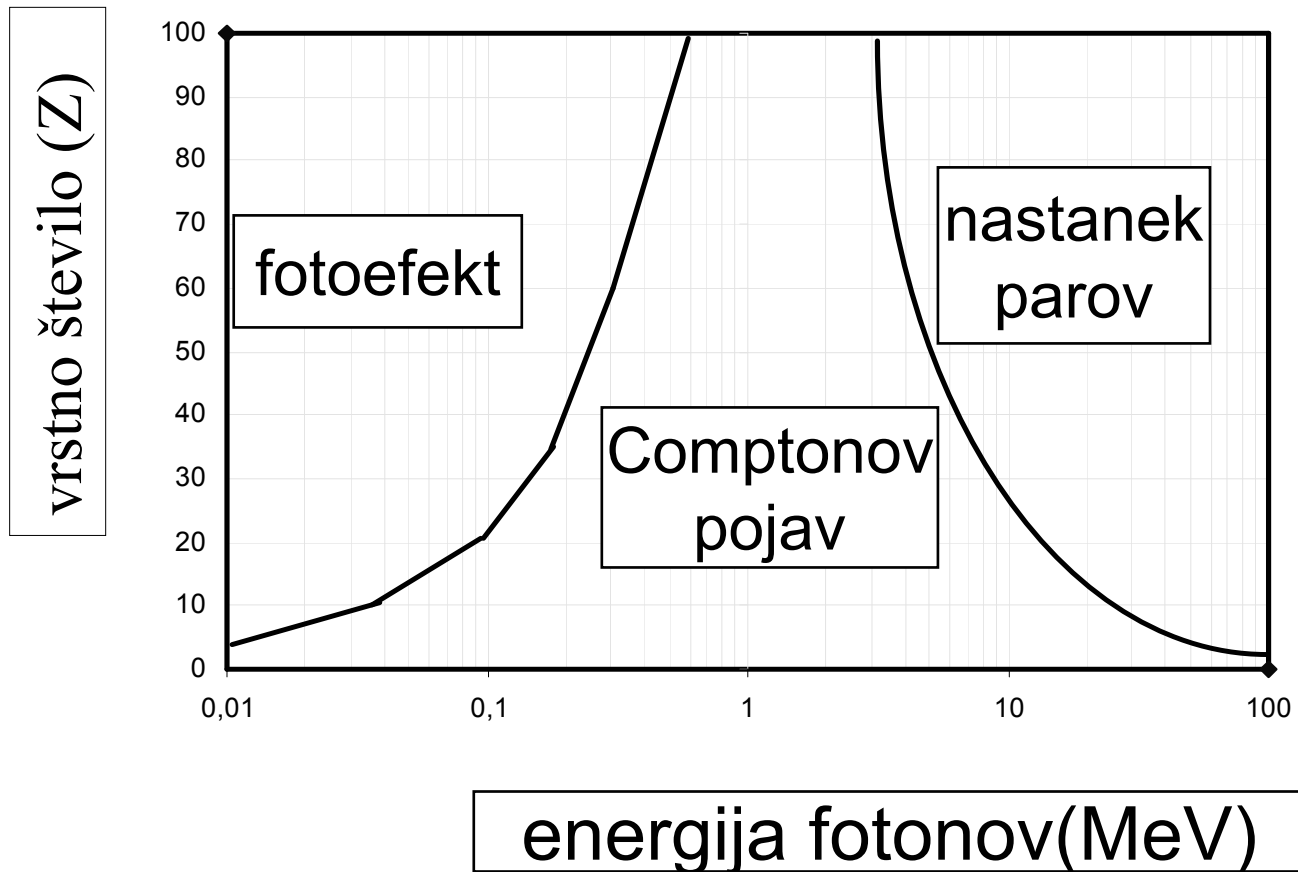 vrstno število (Z)
100
90
80
70
60
50
40
30
20
10
0
fotoefekt
Comptonov
pojav
nastanek
parov
0,01
0,1
1
10
100
energija fotonov(MeV)